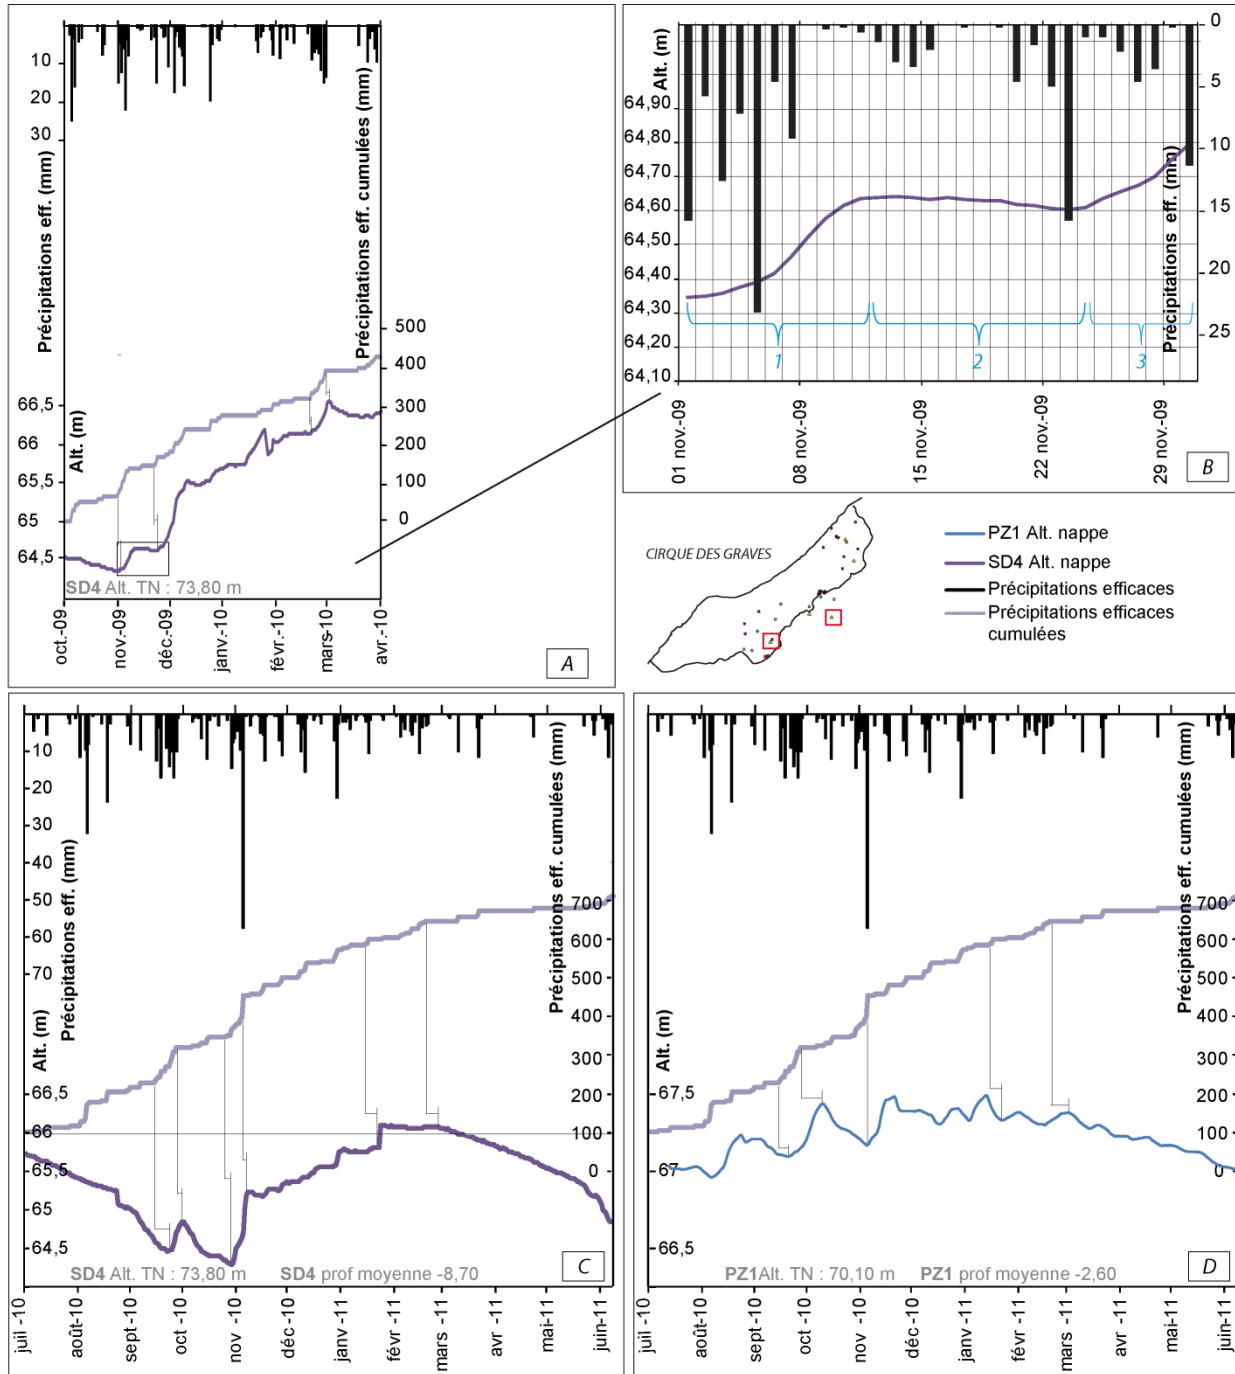 10
20
30
Précipitations eff. (mm)
Précipitations eff. cumulées (mm)
500
400
300
200
100
0
66,5
66
65,5
65
64,5
Alt. (m)
SD4 Alt. TN : 73,80 m
oct.-09
nov.-09
déc.-09
janv.-10
févr.-10
mars-10
avr.-10
A
Alt. (m)
64,90
64,80
64,70
64,60
64,50
64,40
64,30
64,20
64,10
0
5
10
15
20
25
Précipitations eff. (mm)
1
2
3
01 nov.-09
08 nov.-09
15 nov.-09
22 nov.-09
29 nov.-09
B
CIRQUE DES GRAVES
PZ1 Alt. nappe
SD4 Alt. nappe
Précipitations efficaces
Précipitations efficaces
cumulées
10
20
30
40
50
60
70
Précipitations eff. (mm)
Alt. (m)
66,5
66
65,5
65
64,5
Précipitations eff. cumulées (mm)
700
600
500
400
300
200
100
0
SD4 Alt. TN : 73,80 m
SD4 prof moyenne -8,70
C
juil -10
août-10
sept -10
oct -10
nov -10
déc -10
janv -11
févr -11
mars -11
avr -11
mai-11
juin-11
Alt. (m)
67,5
67
66,5
Précipitations eff. cumulées (mm)
700
600
500
400
300
200
100
0
PZ1Alt. TN : 70,10 m
PZ1 prof moyenne -2,60
D
juil -10
août-10
sept -10
oct -10
nov -10
déc -10
janv -11
févr -11
mars -11
avr -11
mai-11
juin-11